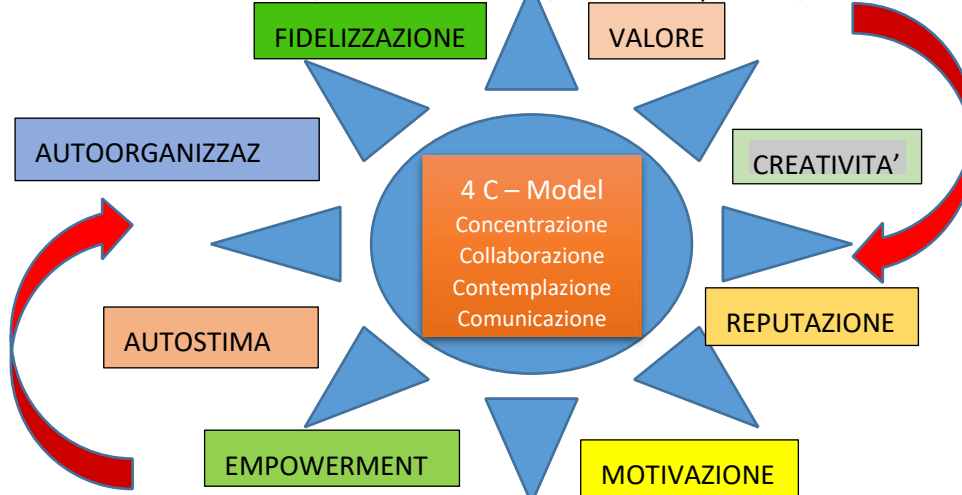 FIDELIZZAZIONE
VALORE
AUTOORGANIZZAZ
CREATIVITA’
4 C – Model
Concentrazione
Collaborazione
Contemplazione
Comunicazione
AUTOSTIMA
REPUTAZIONE
EMPOWERMENT
MOTIVAZIONE